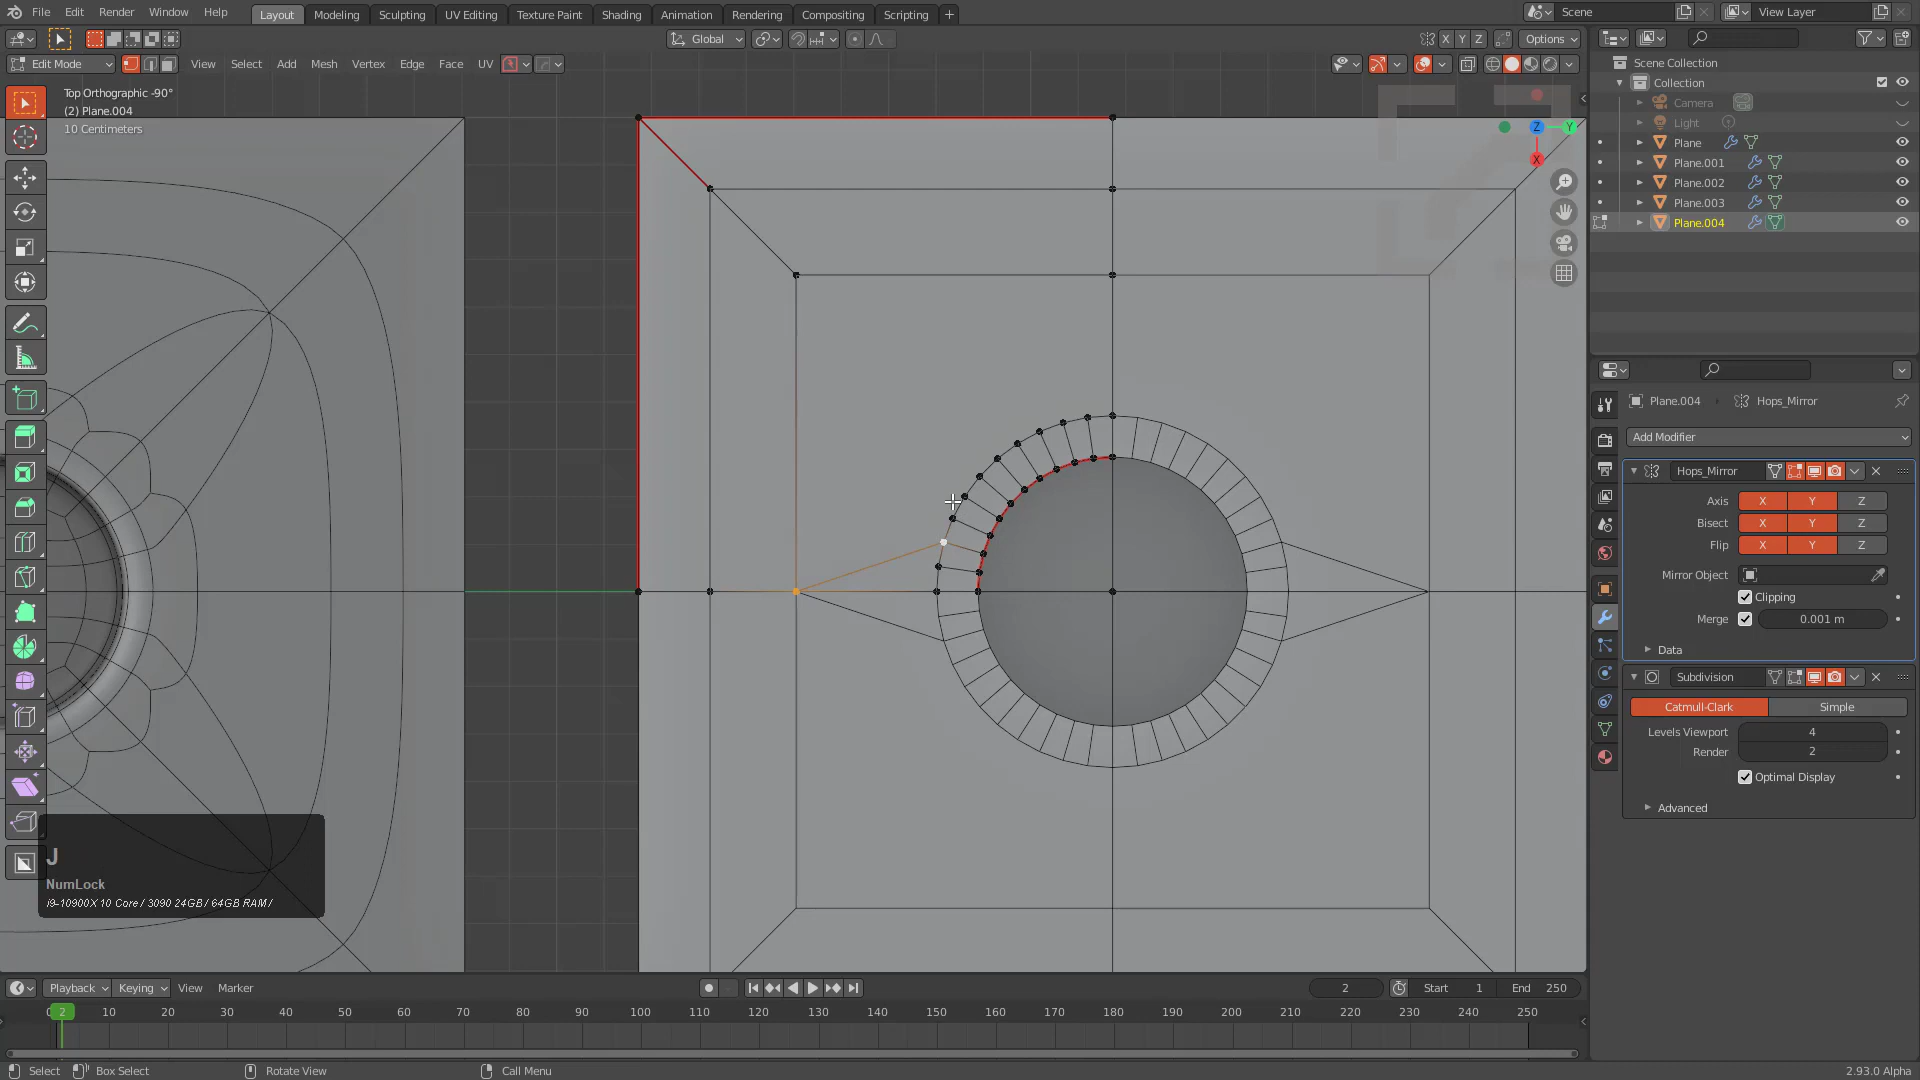 File Edit Render Window Help Layout Modeling Sculpting UV Editing Texture Paint Shading Animation Rendering Compositing Scripting + Scene View Layer
Global X Y Z Options
Edit Mode View Select Add Mesh Vertex Edge Face UV
Scene Collection
Collection
Camera
Light
Plane
Plane.001
Plane.002
Plane.003
Plane.004
Top Orthographic -90°
(2) Plane.004
10 Centimeters
Z
Y
X
Plane.004 Hops_Mirror
Add Modifier
Hops_Mirror
Axis X Y Z
Bisect X Y Z
Flip X Y Z
Mirror Object
Clipping
Merge 0.001 m
Data
Subdivision
Catmull-Clark Simple
Levels Viewport 4
Render 2
Optimal Display
Advanced
J
NumLock
i9-10900X 10 Core / 3090 24GB / 64GB RAM /
Playback Keying View Marker 2 Start 1 End 250
0 2 10 20 30 40 50 60 70 80 90 100 110 120 130 140 150 160 170 180 190 200 210 220 230 240 250
Select Box Select Rotate View Call Menu 2.93.0 Alpha